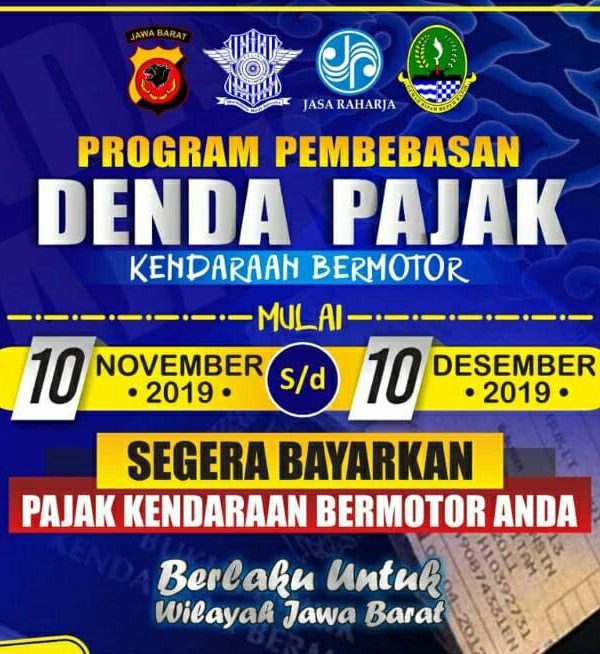 JAWA BARAT
JASA RAHARJA
PROGRAM PEMBEBASAN
DENDA PAJAK
KENDARAAN BERMOTOR
MULAI
10 NOVEMBER • 2019 •
S/d
10 DESEMBER • 2019 •
SEGERA BAYARKAN
PAJAK KENDARAAN BERMOTOR ANDA
Berlaku Untuk
Wilayah Jawa Barat